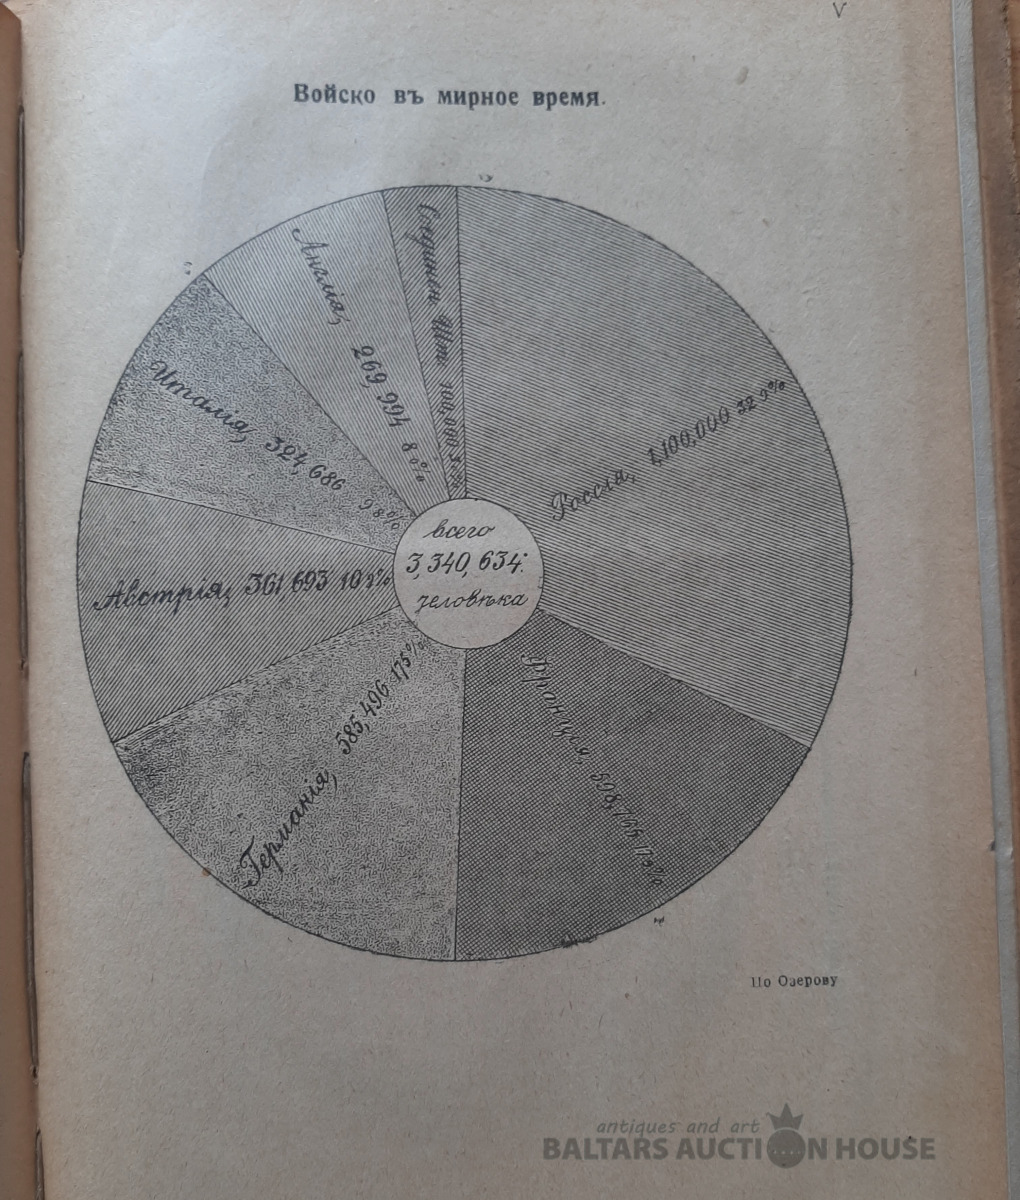 V
Войско въ мирное время.
Соединен Шт 100,000
Англія, 269,994 8 0%
Италія, 324,686 9 8%
Россія, 1,100,000 32 9%
всего
3,340,634
человѣка
Австрія, 361,693 10
Германія, 585,496 17 5%
Франція, 598,765 17 9%
По Озерову
antiques and art
BALTARS AUCTION HOUSE